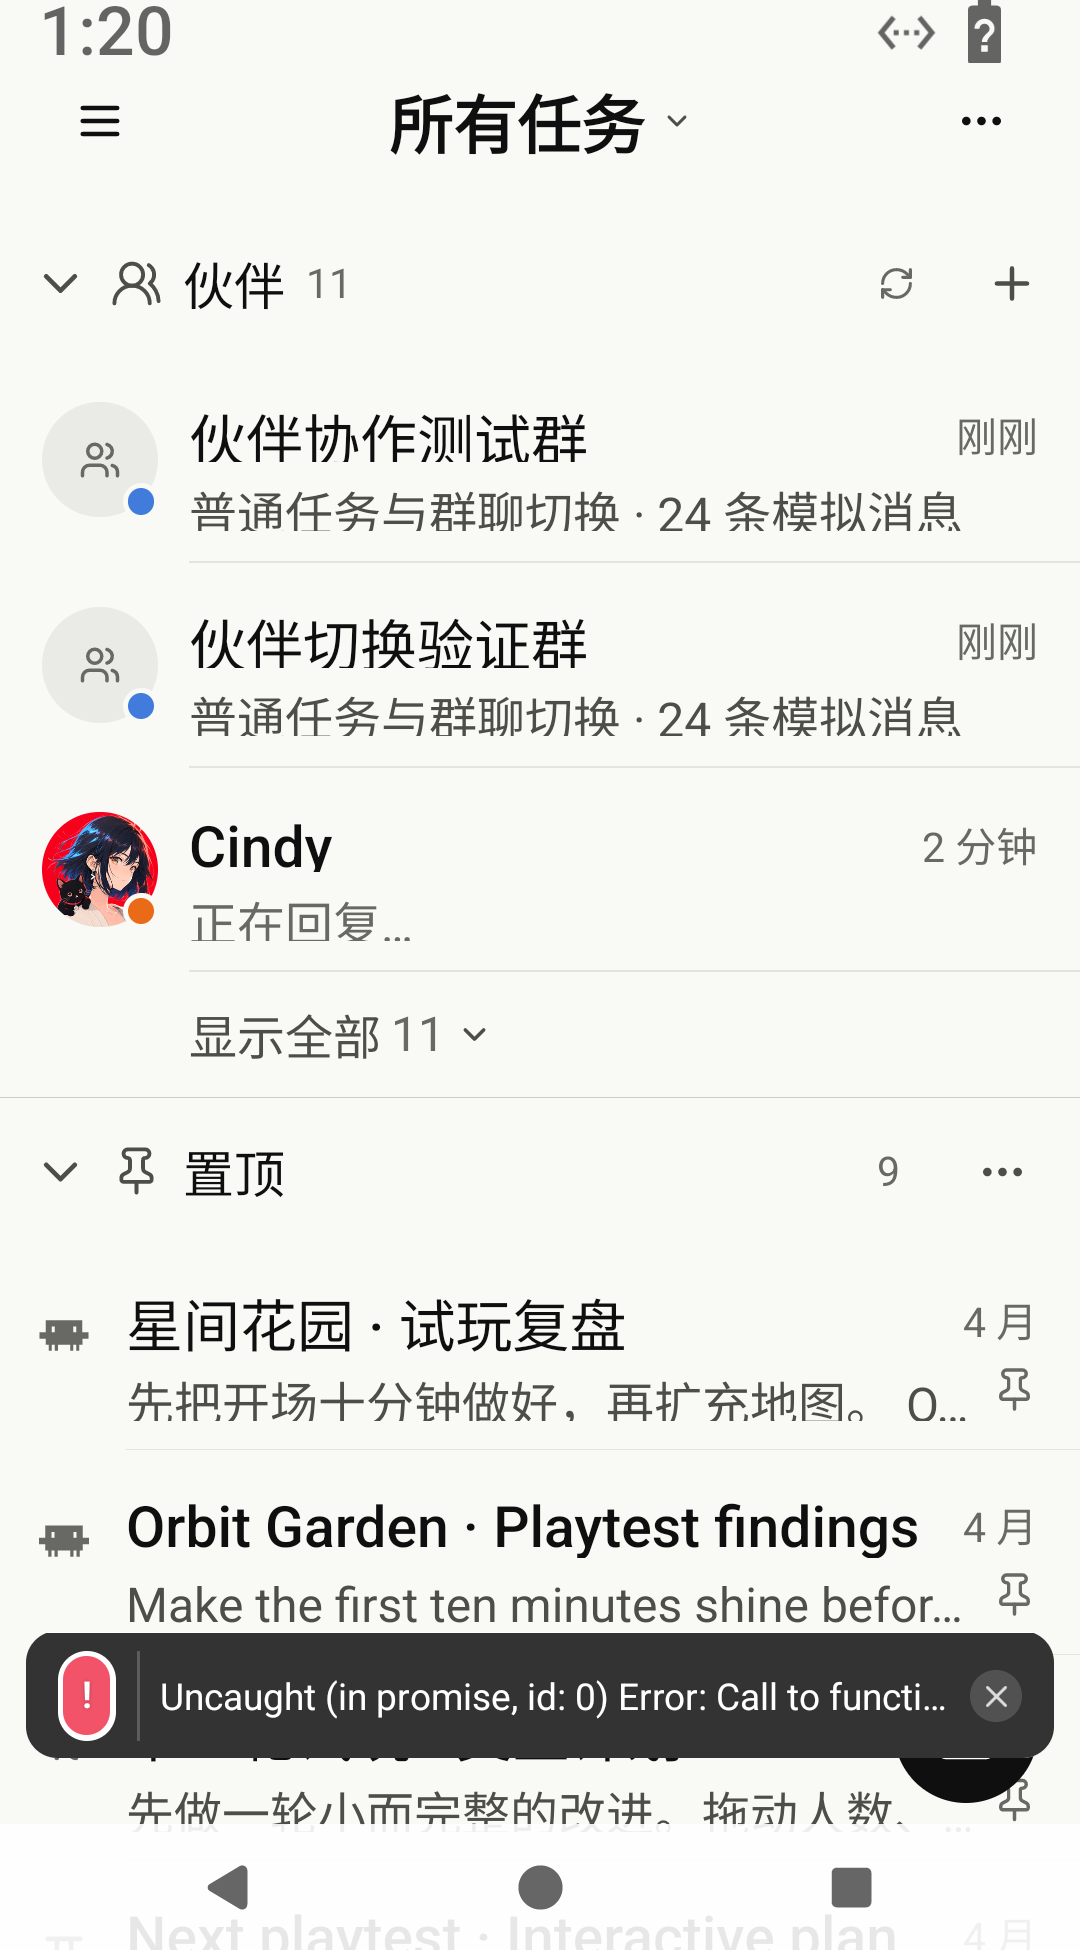 1:20
所有任务
伙伴 11
伙伴协作测试群 刚刚
普通任务与群聊切换 · 24 条模拟消息
伙伴切换验证群 刚刚
普通任务与群聊切换 · 24 条模拟消息
Cindy 2 分钟
正在回复...
显示全部 11
置顶 9
星间花园 · 试玩复盘 4 月
先把开场十分钟做好，再扩充地图。 O...
Orbit Garden · Playtest findings 4 月
Make the first ten minutes shine befor...
! Uncaught (in promise, id: 0) Error: Call to functi...
先做一轮小而完整的改进。拖动人数、...
Next playtest · Interactive plan 4 月